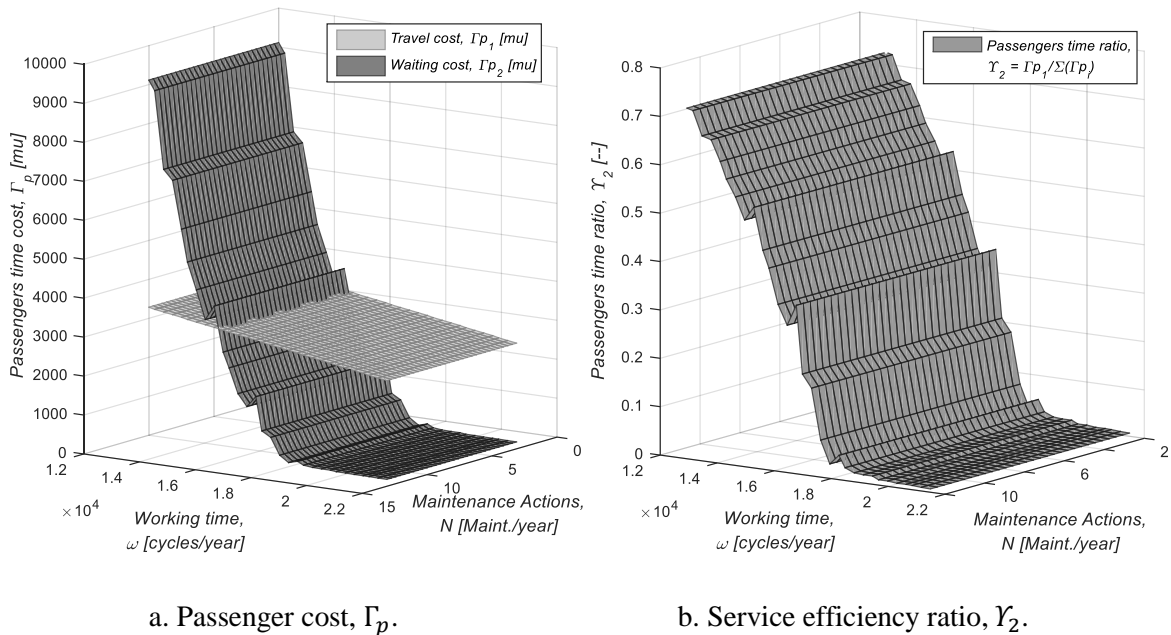 Travel cost, Γp₁ [mu]
Waiting cost, Γp₂ [mu]
10000
9000
8000
7000
6000
5000
4000
3000
2000
1000
0
Passengers time cost, Γₚ [mu]
1.2
1.4
1.6
1.8
2
2.2
× 10⁴
Working time,
ω [cycles/year]
15
10
5
0
Maintenance Actions,
N [Maint./year]
Passengers time ratio,
ϒ₂ = Γp₁/Σ(Γpᵢ)
0.8
0.7
0.6
0.5
0.4
0.3
0.2
0.1
0
Passengers time ratio, ϒ₂ [--]
1.2
1.4
1.6
1.8
2
2.2
× 10⁴
Working time,
ω [cycles/year]
10
6
2
Maintenance Actions,
N [Maint./year]
a. Passenger cost, Γₚ.
b. Service efficiency ratio, ϒ₂.